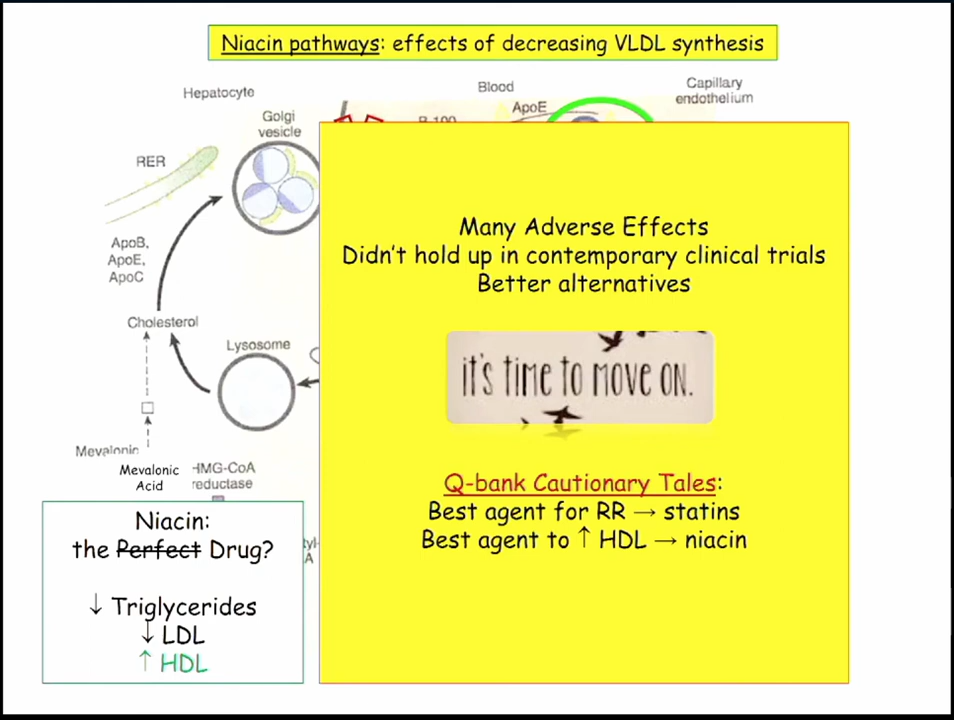 Niacin pathways: effects of decreasing VLDL synthesis
Hepatocyte
Blood
Capillary
endothelium
ApoE
Golgi
vesicle
B-100
RER
ApoB,
ApoE,
ApoC
Cholesterol
Lysosome
Mevalonic
Mevalonic
Acid
HMG-CoA
reductase
Niacin:
the Perfect Drug?
↓ Triglycerides
↓ LDL
↑ HDL
Many Adverse Effects
Didn't hold up in contemporary clinical trials
Better alternatives
it's time to move on.
Q-bank Cautionary Tales:
Best agent for RR → statins
Best agent to ↑ HDL → niacin